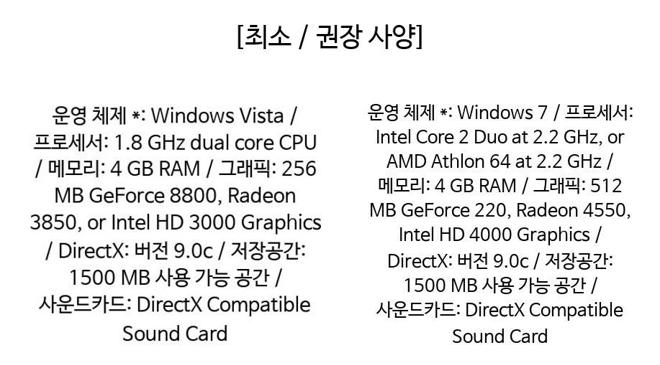 [최소 / 권장 사양]
운영 체제 *: Windows Vista /
프로세서: 1.8 GHz dual core CPU
/ 메모리: 4 GB RAM / 그래픽: 256
MB GeForce 8800, Radeon
3850, or Intel HD 3000 Graphics
/ DirectX: 버전 9.0c / 저장공간:
1500 MB 사용 가능 공간 /
사운드카드: DirectX Compatible
Sound Card
운영 체제 *: Windows 7 / 프로세서:
Intel Core 2 Duo at 2.2 GHz, or
AMD Athlon 64 at 2.2 GHz /
메모리: 4 GB RAM / 그래픽: 512
MB GeForce 220, Radeon 4550,
Intel HD 4000 Graphics /
DirectX: 버전 9.0c / 저장공간:
1500 MB 사용 가능 공간 /
사운드카드: DirectX Compatible
Sound Card